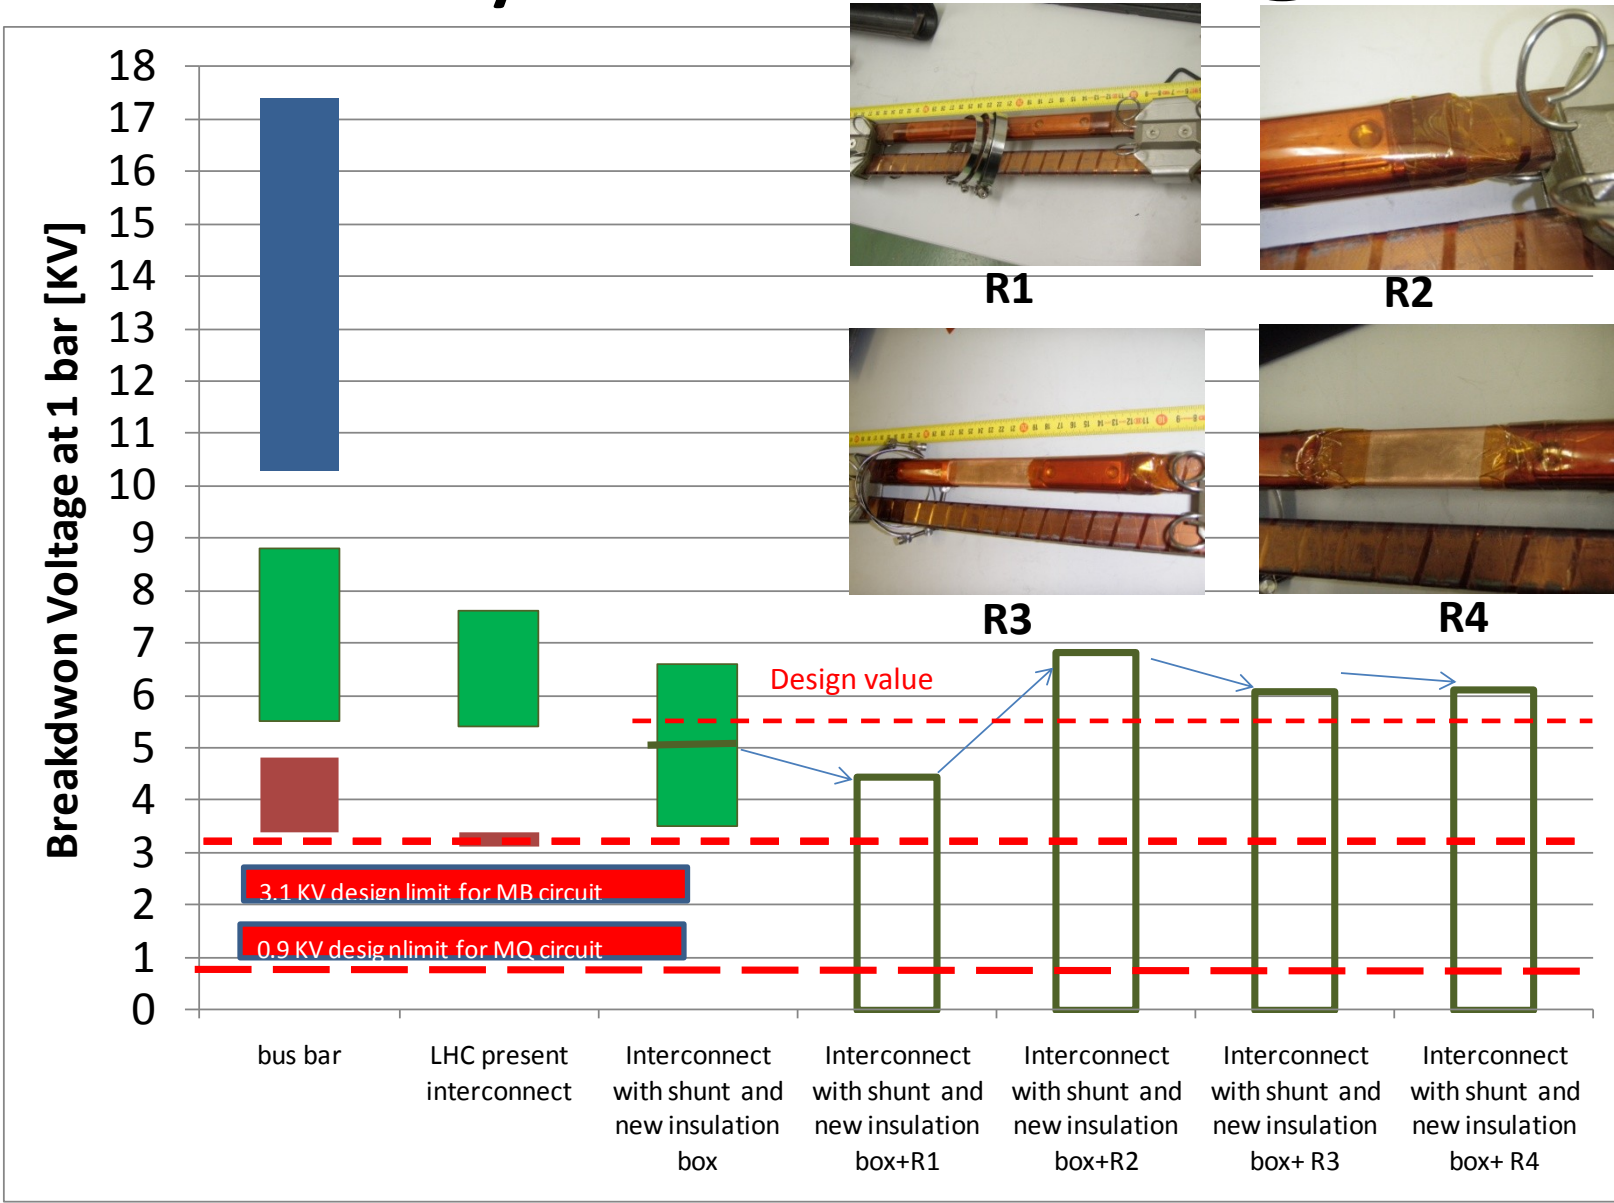 18
17
16
15
14
13
12
11
10
9
8
7
6
5
4
3
2
1
0
Breakdwon Voltage at 1 bar [KV]
R1
R2
R3
R4
Design value
3.1 KV design limit for MB circuit
0.9 KV desig nlimit for MQ circuit
bus bar
LHC present
interconnect
Interconnect
with shunt and
new insulation
box
Interconnect
with shunt and
new insulation
box+R1
Interconnect
with shunt and
new insulation
box+R2
Interconnect
with shunt and
new insulation
box+ R3
Interconnect
with shunt and
new insulation
box+ R4